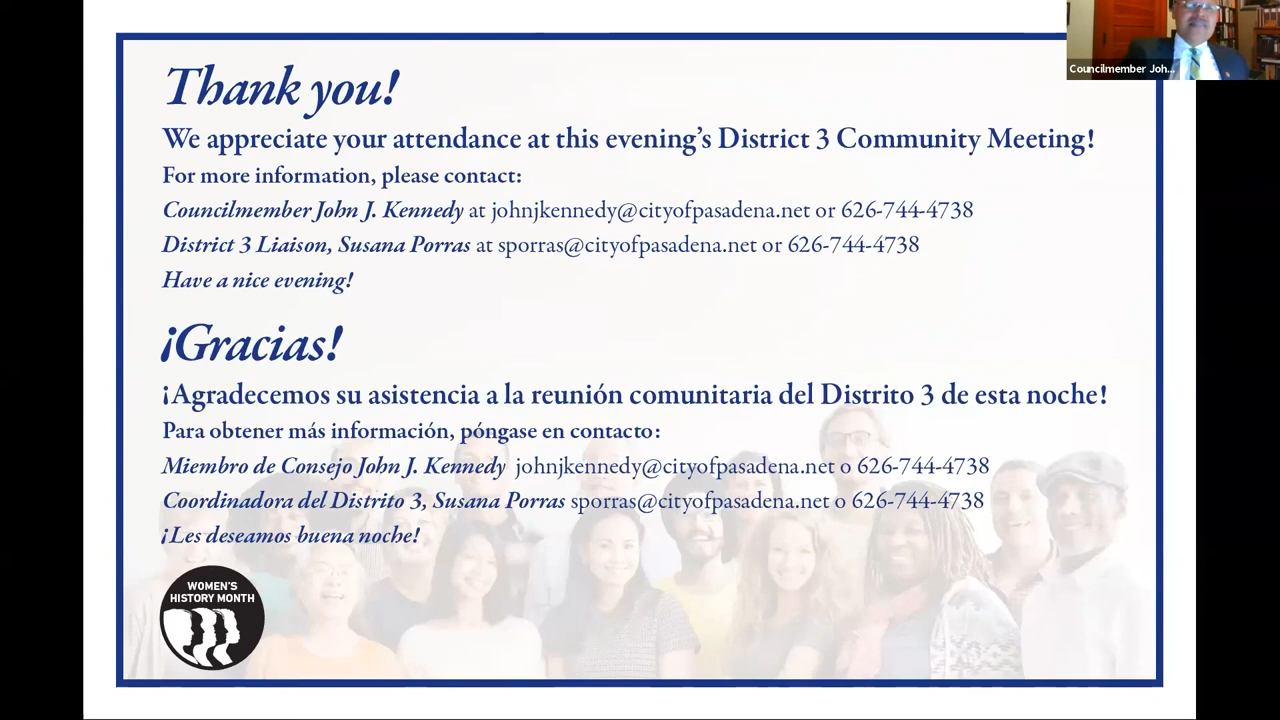 Councilmember Joh...
Thank you!
We appreciate your attendance at this evening's District 3 Community Meeting!
For more information, please contact:
Councilmember John J. Kennedy at johnjkennedy@cityofpasadena.net or 626-744-4738
District 3 Liaison, Susana Porras at sporras@cityofpasadena.net or 626-744-4738
Have a nice evening!
¡Gracias!
¡Agradecemos su asistencia a la reunión comunitaria del Distrito 3 de esta noche!
Para obtener más información, póngase en contacto:
Miembro de Consejo John J. Kennedy johnjkennedy@cityofpasadena.net o 626-744-4738
Coordinadora del Distrito 3, Susana Porras sporras@cityofpasadena.net o 626-744-4738
¡Les deseamos buena noche!
WOMEN'S
HISTORY MONTH